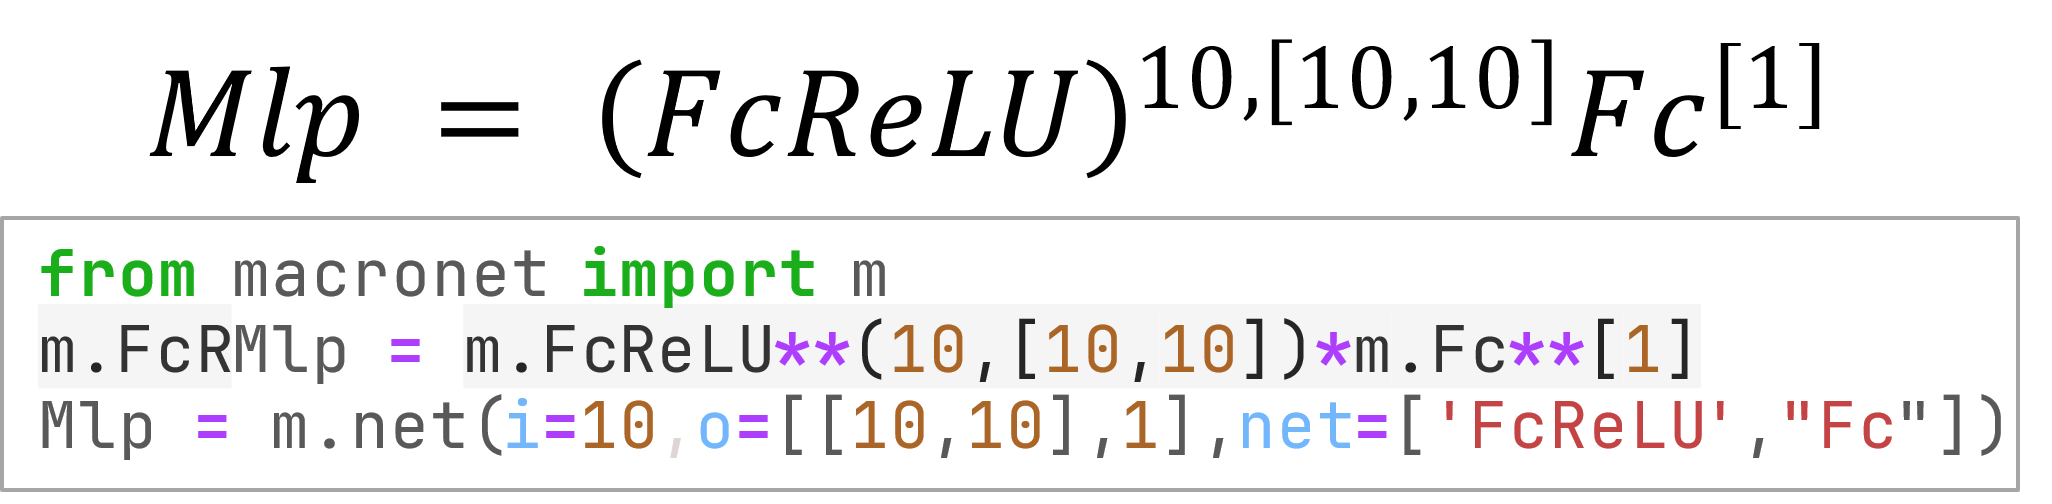 Mlp = (FcReLU)^{10,[10,10]}Fc^{[1]}
from macronet import m
m.FcRMlp = m.FcReLU**(10,[10,10])*m.Fc**[1]
Mlp = m.net(i=10,o=[[10,10],1],net=['FcReLU',"Fc"])